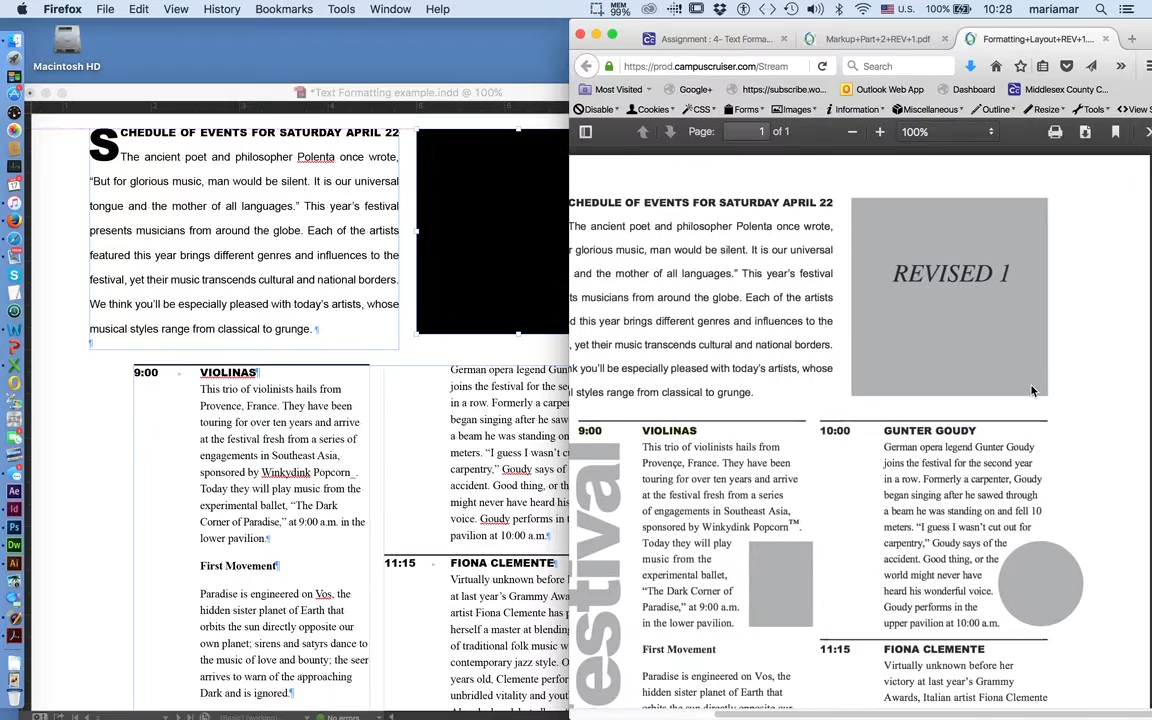 Firefox File Edit View History Bookmarks Tools Window Help MEM 99% U.S. 100% 10:28 mariamar
Macintosh HD
*Text Formatting example.indd @ 100%
SCHEDULE OF EVENTS FOR SATURDAY APRIL 22
The ancient poet and philosopher Polenta once wrote,
“But for glorious music, man would be silent. It is our universal
tongue and the mother of all languages.” This year’s festival
presents musicians from around the globe. Each of the artists
featured this year brings different genres and influences to the
festival, yet their music transcends cultural and national borders.
We think you’ll be especially pleased with today’s artists, whose
musical styles range from classical to grunge. ¶
¶
9:00 VIOLINAS¶
This trio of violinists hails from
Provence, France. They have been
touring for over ten years and arrive
at the festival fresh from a series of
engagements in Southeast Asia,
sponsored by Winkydink Popcorn_.
Today they will play music from the
experimental ballet, “The Dark
Corner of Paradise,” at 9:00 a.m. in the
lower pavilion.¶
First Movement¶
Paradise is engineered on Vos, the
hidden sister planet of Earth that
orbits the sun directly opposite our
own planet; sirens and satyrs dance to
the music of love and bounty; the seer
arrives to warn of the approaching
Dark and is ignored.¶
German opera legend Gun
joins the festival for the se
in a row. Formerly a carpe
began singing after he saw
a beam he was standing on
meters. “I guess I wasn’t cu
carpentry,” Goudy says of
accident. Good thing, or th
might never have heard his
voice. Goudy performs in t
pavilion at 10:00 a.m.¶
11:15 FIONA CLEMENTE¶
Virtually unknown before h
at last year’s Grammy Awa
artist Fiona Clemente has p
herself a master at blending
of traditional folk music w
contemporary jazz style. O
years old, Clemente perfor
unbridled vitality and yout
[Basic] (working) No errors
Assignment : 4- Text Forma... Markup+Part+2+REV+1.pdf Formatting+Layout+REV+1....
https://prod.campuscruiser.com/Stream Search
Most Visited Google+ https://subscribe.wo... Outlook Web App Dashboard Middlesex County C...
Disable Cookies CSS Forms Images Information Miscellaneous Outline Resize Tools View S
Page: 1 of 1 100%
CHEDULE OF EVENTS FOR SATURDAY APRIL 22
The ancient poet and philosopher Polenta once wrote,
r glorious music, man would be silent. It is our universal
and the mother of all languages.” This year’s festival
ts musicians from around the globe. Each of the artists
d this year brings different genres and influences to the
, yet their music transcends cultural and national borders.
nk you’ll be especially pleased with today’s artists, whose
l styles range from classical to grunge.
REVISED 1
estival
9:00 VIOLINAS
This trio of violinists hails from
Provençe, France. They have been
touring for over ten years and arrive
at the festival fresh from a series
of engagements in Southeast Asia,
sponsored by Winkydink Popcorn™.
Today they will play
music from the
experimental ballet,
“The Dark Corner of
Paradise,” at 9:00 a.m.
in the lower pavilion.
First Movement
Paradise is engineered on Vos, the
hidden sister planet of Earth that
orbits the sun directly opposite our
10:00 GUNTER GOUDY
German opera legend Gunter Goudy
joins the festival for the second year
in a row. Formerly a carpenter, Goudy
began singing after he sawed through
a beam he was standing on and fell 10
meters. “I guess I wasn’t cut out for
carpentry,” Goudy says of the
accident. Good thing, or the
world might never have
heard his wonderful voice.
Goudy performs in the
upper pavilion at 10:00 a.m.
11:15 FIONA CLEMENTE
Virtually unknown before her
victory at last year’s Grammy
Awards, Italian artist Fiona Clemente